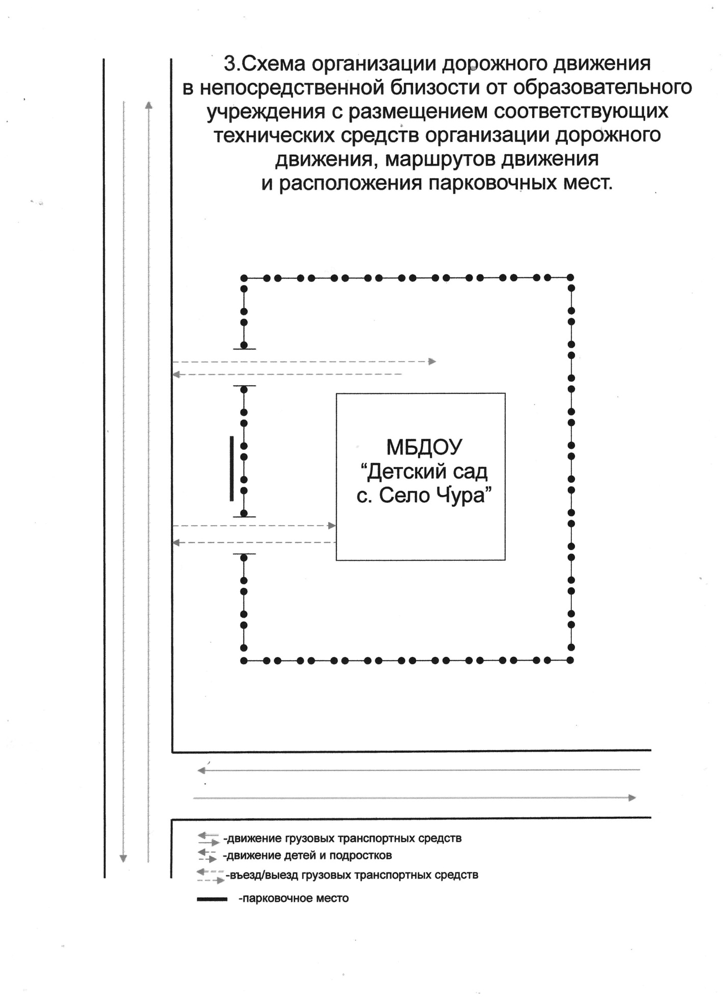 3.Схема организации дорожного движения
в непосредственной близости от образовательного
учреждения с размещением соответствующих
технических средств организации дорожного
движения, маршрутов движения
и расположения парковочных мест.
МБДОУ
“Детский сад
с. Село Чура”
-движение грузовых транспортных средств
-движение детей и подростков
-въезд/выезд грузовых транспортных средств
-парковочное место